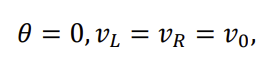 θ = 0, v_L = v_R = v_0,